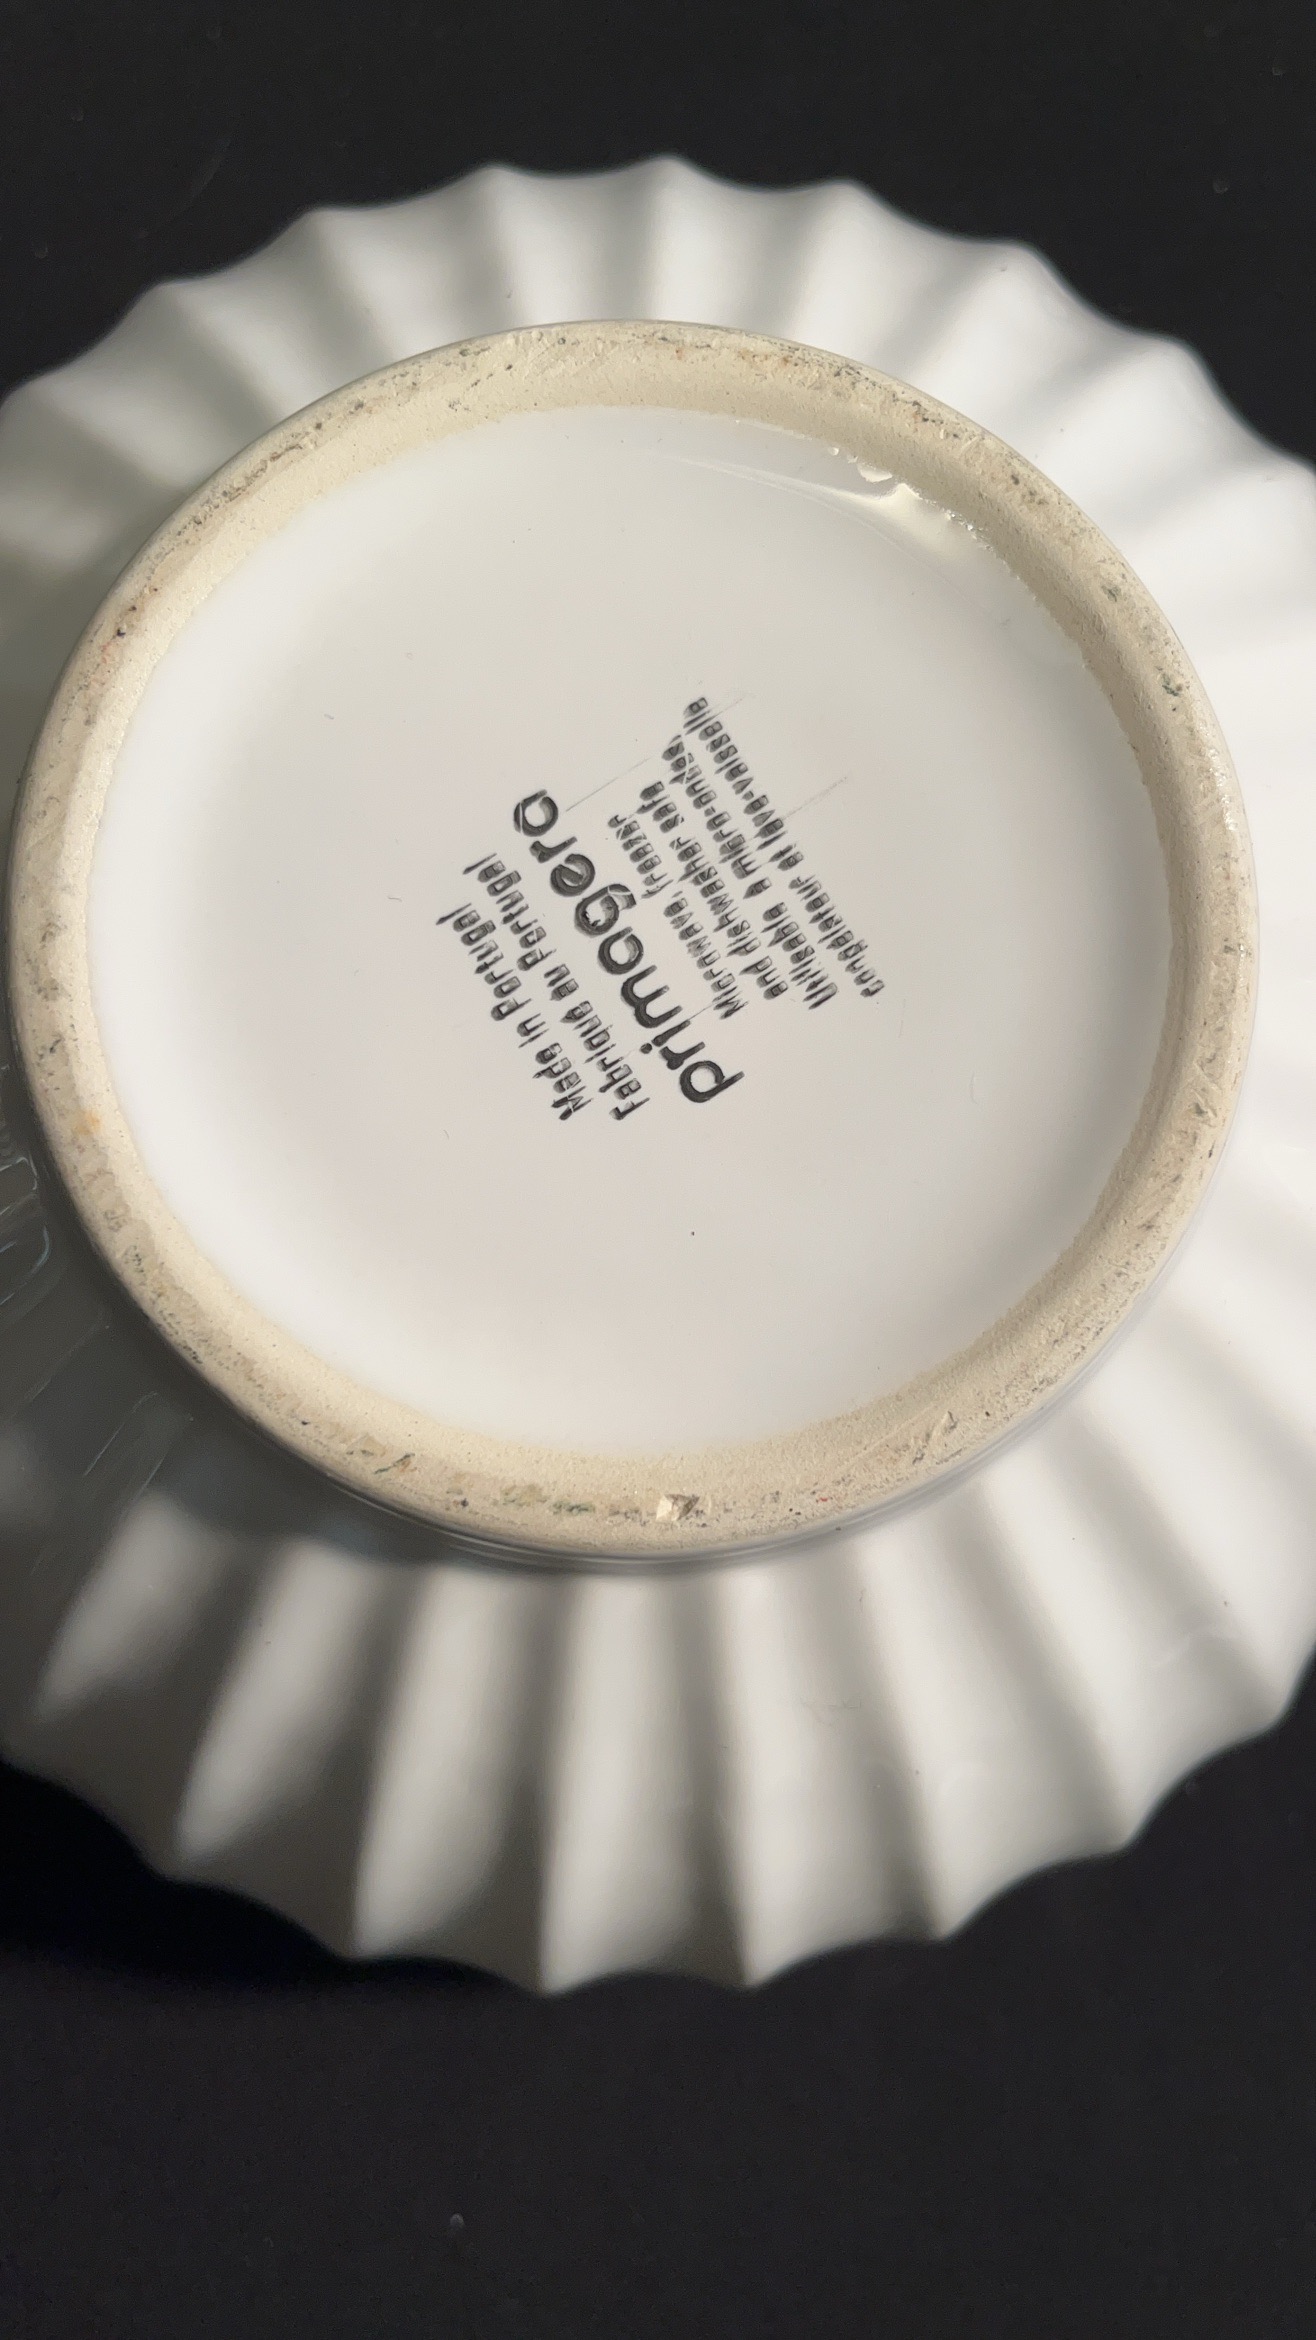 Made in Portugal
Fabriqué au Portugal
primagera
Microwave, freezer
and dishwasher safe
Utilisable à micro-ondes,
congélateur et lave-vaisselle